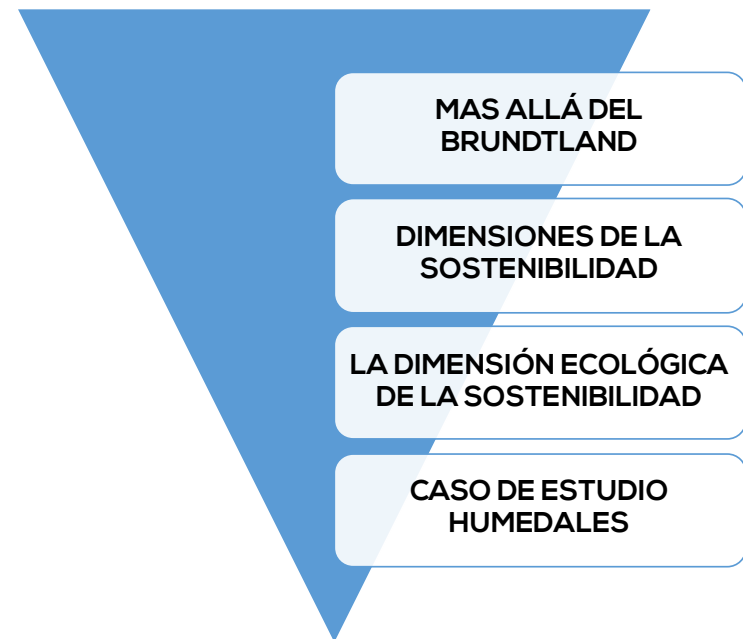 MAS ALLÁ DEL
BRUNDTLAND
DIMENSIONES DE LA
SOSTENIBILIDAD
LA DIMENSIÓN ECOLÓGICA
DE LA SOSTENIBILIDAD
CASO DE ESTUDIO
HUMEDALES